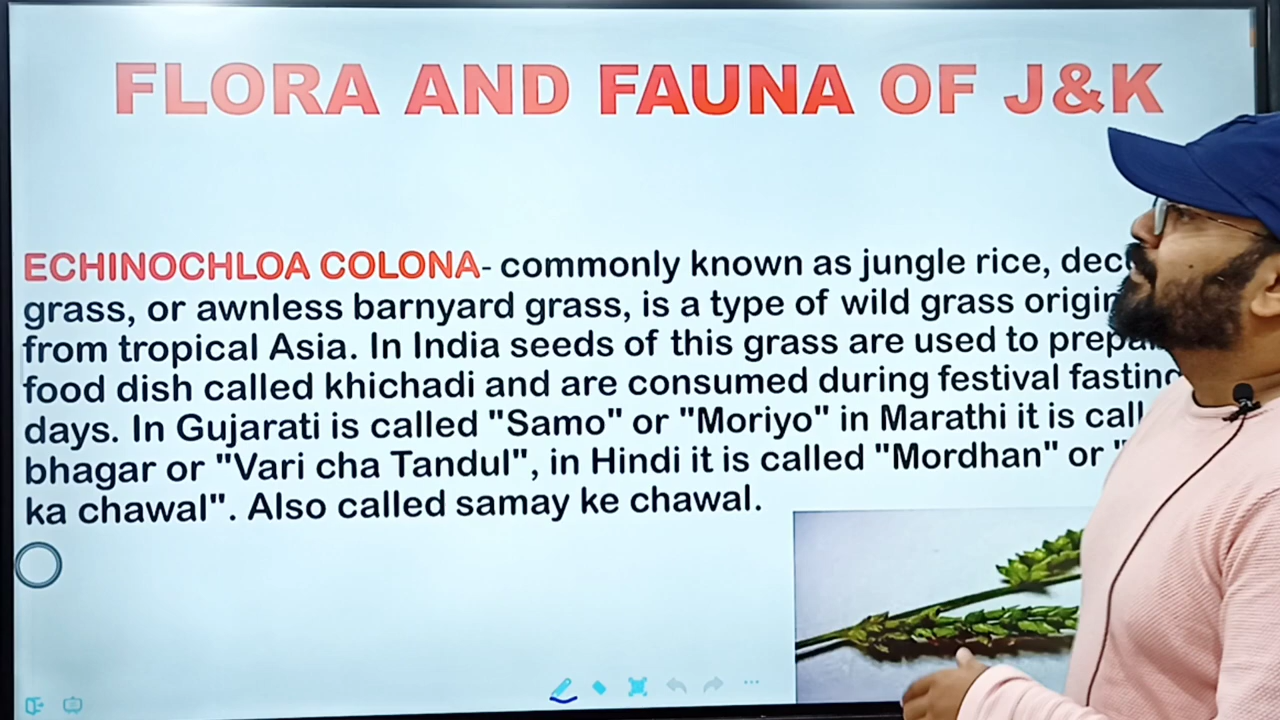 FLORA AND FAUNA OF J&K
ECHINOCHLOA COLONA- commonly known as jungle rice,
grass, or awnless barnyard grass, is a type of wild grass
from tropical Asia. In India seeds of this grass are used to
food dish called khichadi and are consumed during festival fasting
days. In Gujarati is called "Samo" or "Moriyo" in Marathi it is
bhagar or "Vari cha Tandul", in Hindi it is called "Mordhan" or "
ka chawal". Also called samay ke chawal.